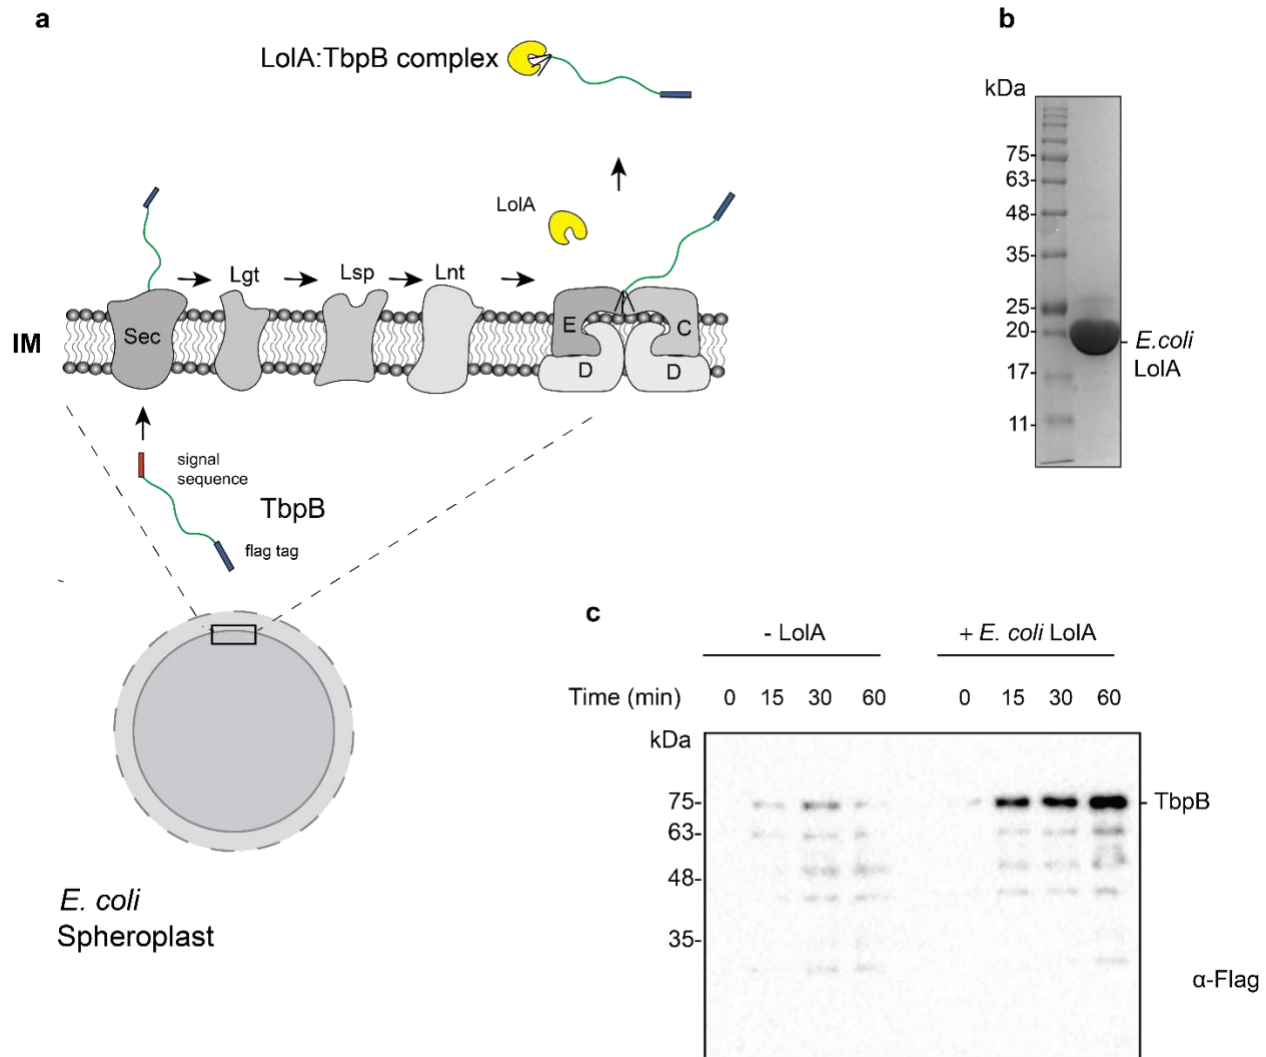 a
LolA:TbpB complex
LolA
Lgt
Lsp
Lnt
Sec
E
C
D
D
IM
signal
sequence
TbpB
flag tag
E. coli
Spheroplast
b
kDa
75-
63-
48-
35-
25-
20-
17-
11-
- E.coli
LolA
c
- LolA
+ E. coli LolA
Time (min) 0 15 30 60 0 15 30 60
kDa
75-
63-
48-
35-
- TbpB
α-Flag